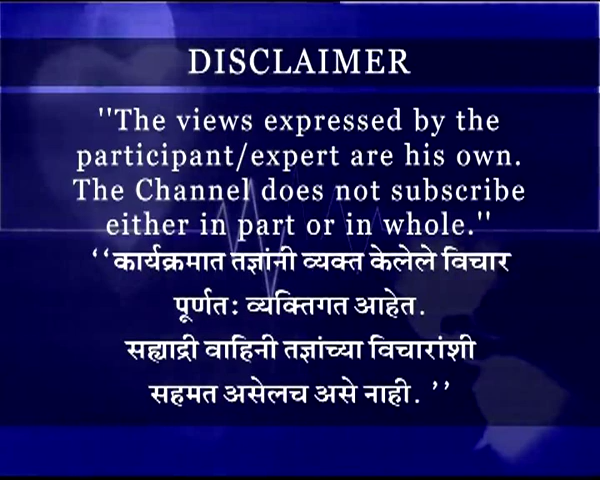 DISCLAIMER
''The views expressed by the
participant/expert are his own.
The Channel does not subscribe
either in part or in whole.''
‘‘कार्यक्रमात तज्ञांनी व्यक्त केलेले विचार
पूर्णत: व्यक्तिगत आहेत.
सह्याद्री वाहिनी तज्ञांच्या विचारांशी
सहमत असेलच असे नाही. ’’